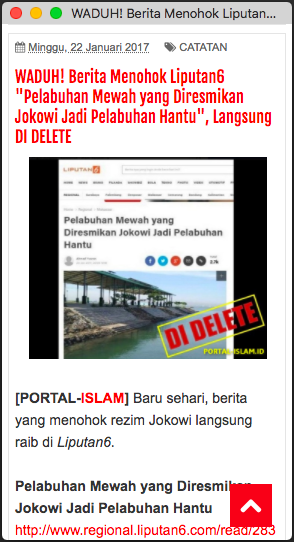 WADUH! Berita Menohok Liputan...
Minggu, 22 Januari 2017 CATATAN
WADUH! Berita Menohok Liputan6
"Pelabuhan Mewah yang Diresmikan
Jokowi Jadi Pelabuhan Hantu", Langsung
DI DELETE
LIPUTAN6
Pelabuhan Mewah yang
Diresmikan Jokowi Jadi Pelabuhan
Hantu
DI DELETE
PORTAL-ISLAM.ID
[PORTAL-ISLAM] Baru sehari, berita
yang menohok rezim Jokowi langsung
raib di Liputan6.
Pelabuhan Mewah yang Diresmikan
Jokowi Jadi Pelabuhan Hantu
http://www.regional.liputan6.com/read/283